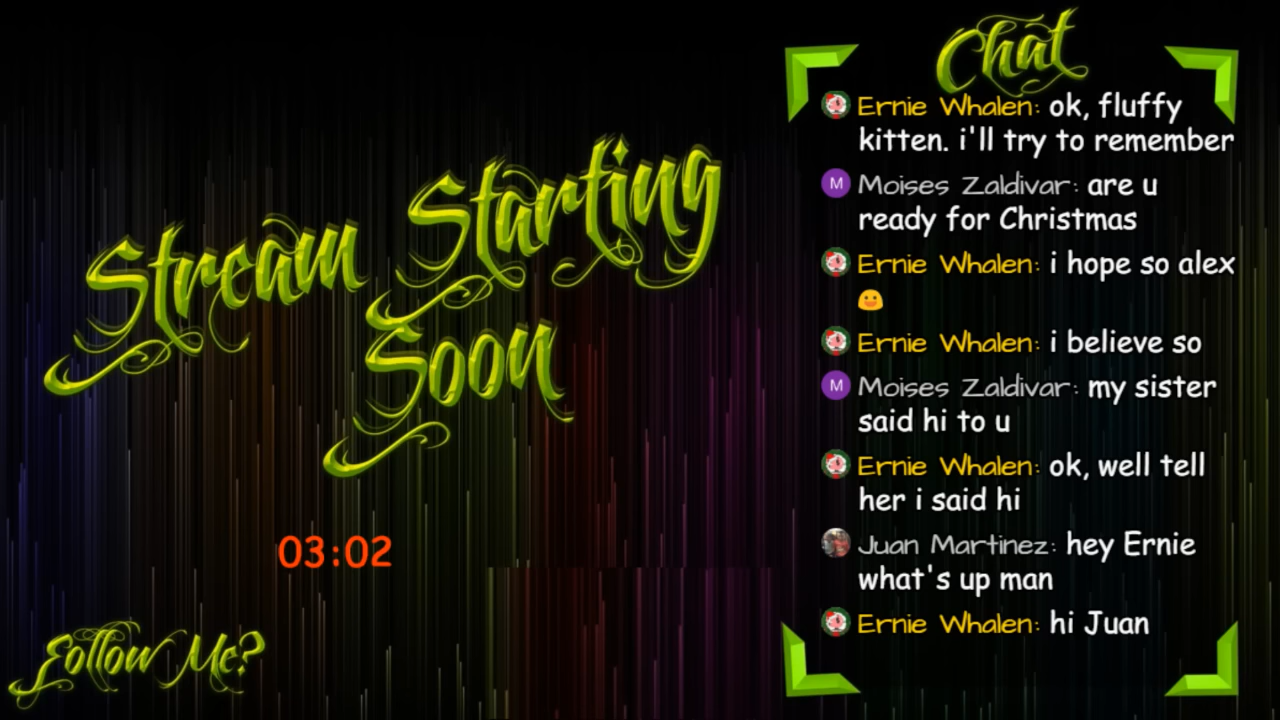 Chat
Stream Starting
Soon
03:02
Follow Me?
Ernie Whalen: ok, fluffy
kitten. i'll try to remember
M Moises Zaldivar: are u
ready for Christmas
Ernie Whalen: i hope so alex
Ernie Whalen: i believe so
M Moises Zaldivar: my sister
said hi to u
Ernie Whalen: ok, well tell
her i said hi
Juan Martinez: hey Ernie
what's up man
Ernie Whalen: hi Juan